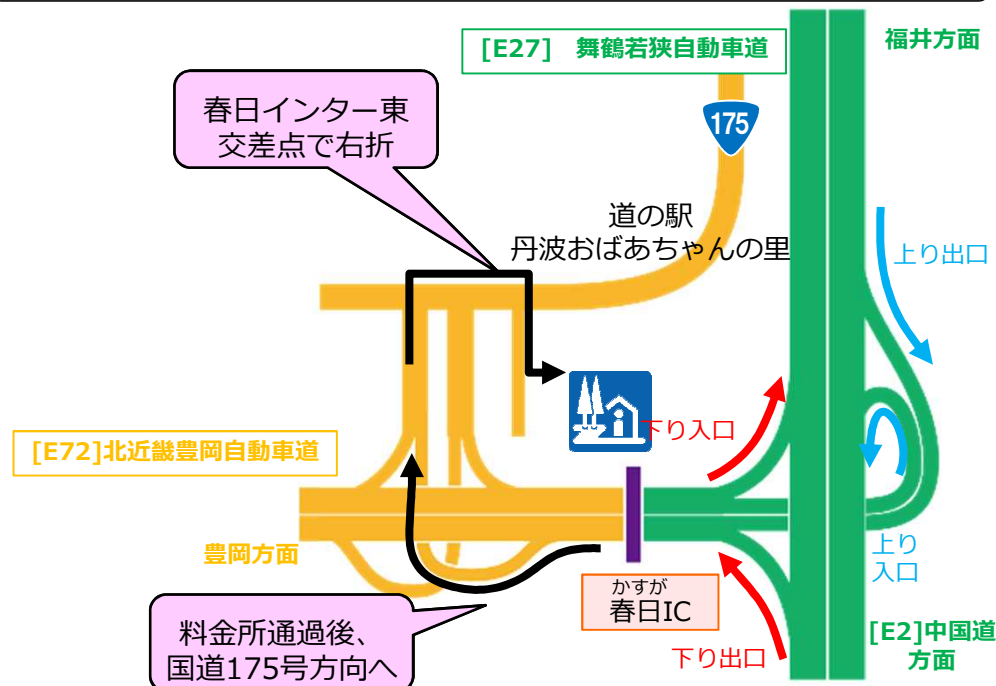 [E27] 舞鶴若狭自動車道
福井方面
春日インター東
交差点で右折
175
道の駅
丹波おばあちゃんの里
上り出口
下り入口
[E72]北近畿豊岡自動車道
豊岡方面
上り
入口
かすが
春日IC
料金所通過後、
国道175号方向へ
下り出口
[E2]中国道
方面